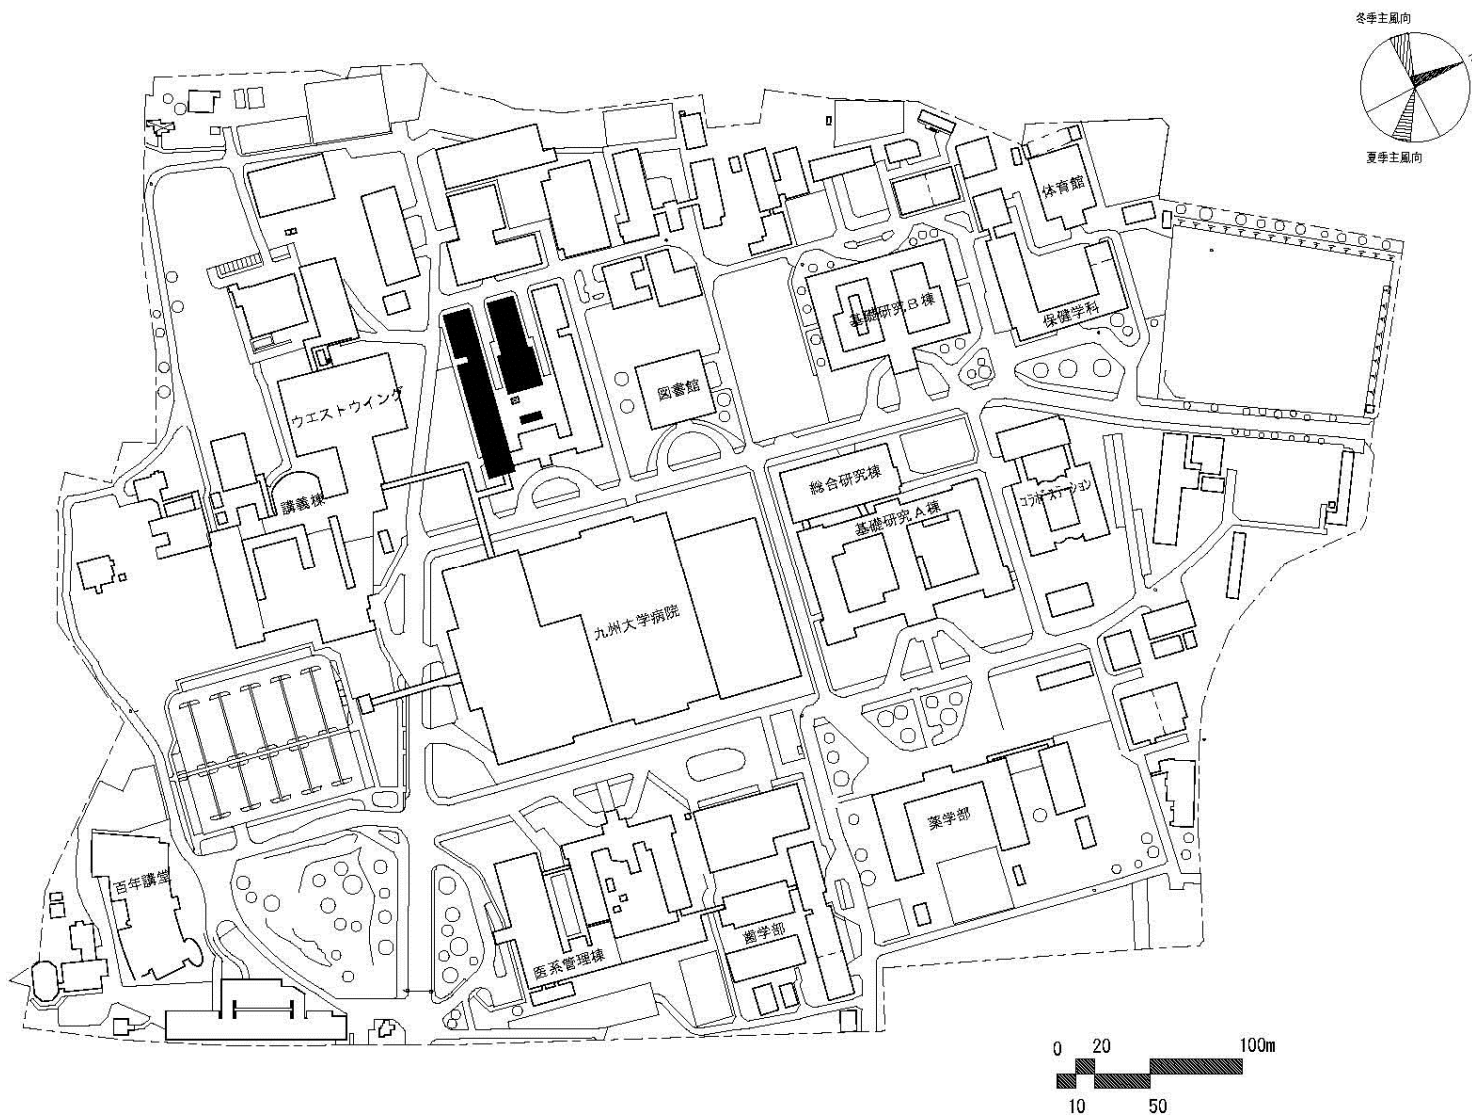 冬季主風向
夏季主風向
体育館
基礎研究B棟
保健学科
図書館
ウエストウイング
講義棟
総合研究棟
基礎研究A棟
コラボステーション
九州大学病院
薬学部
百年講堂
歯学部
医系管理棟
0 20 100m
10 50